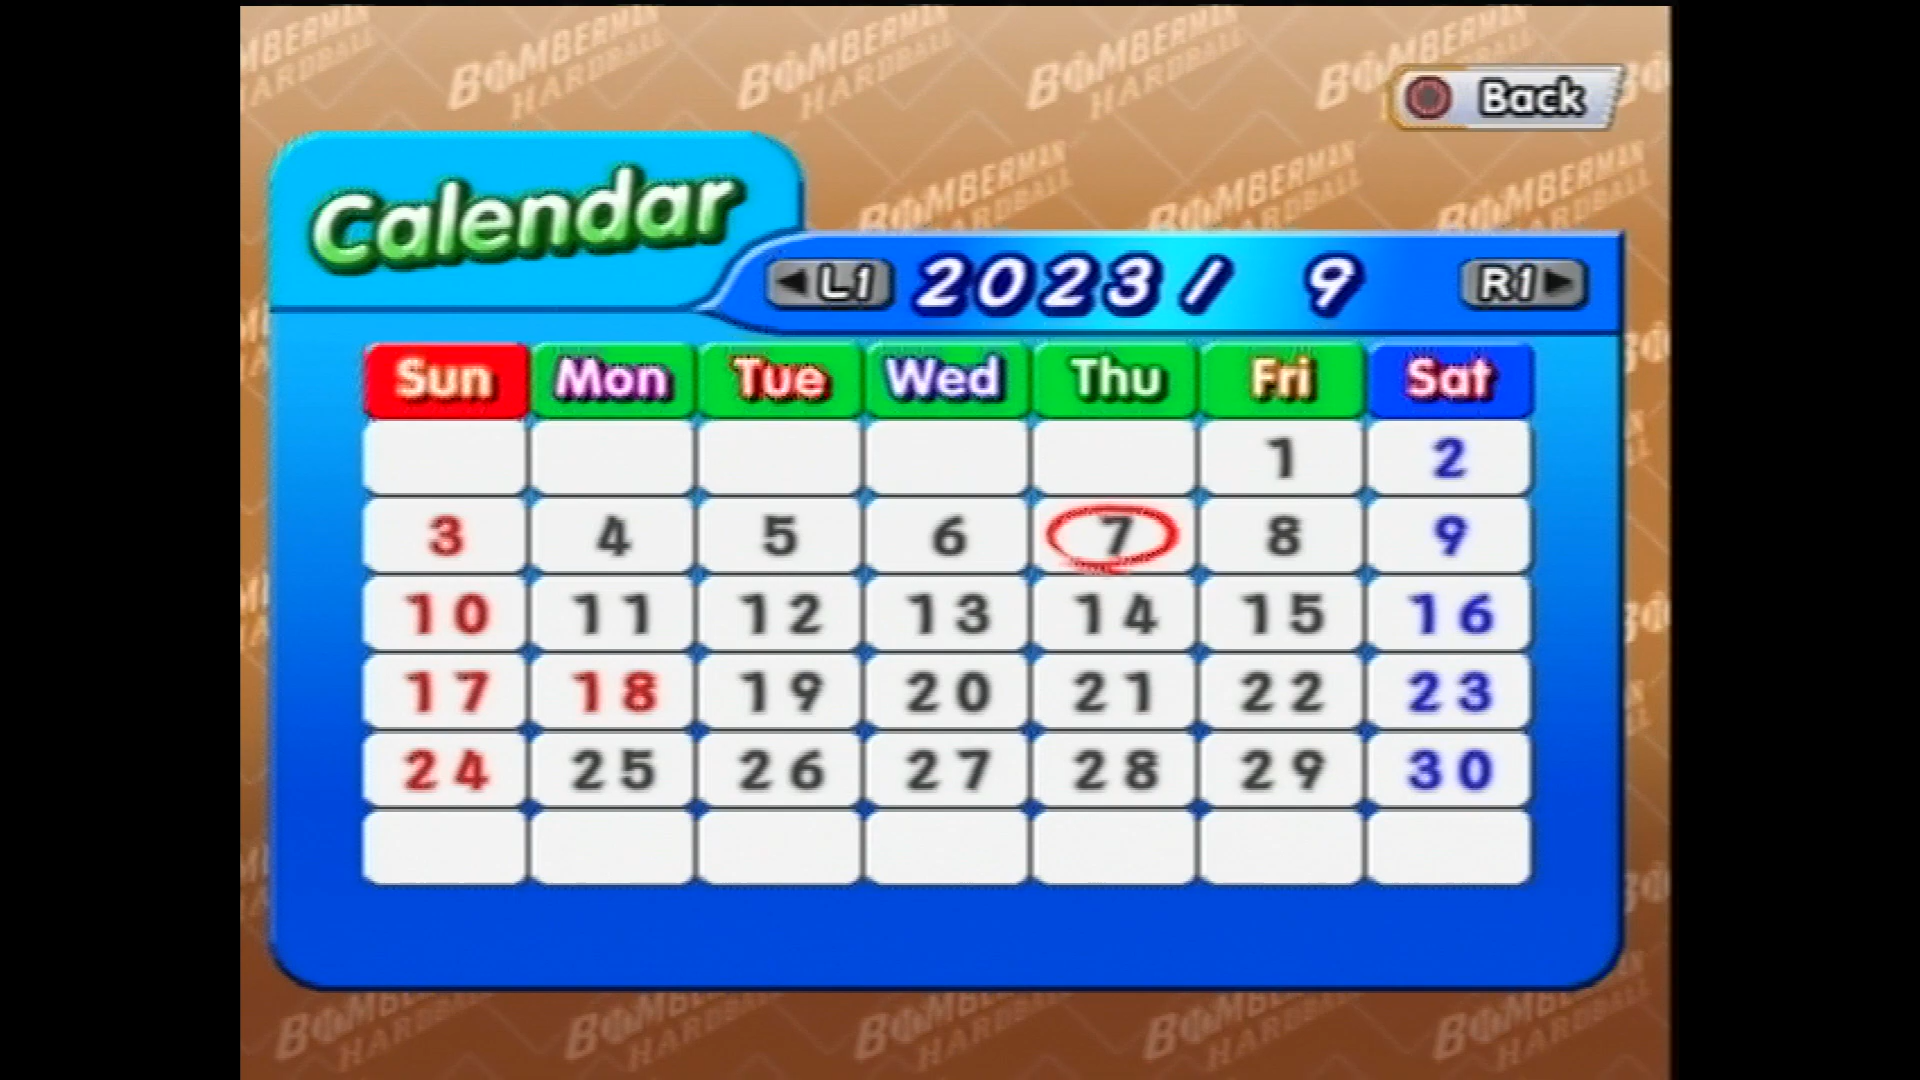 BOMBERMAN HARDBALL
Back
Calendar
L1 2023/ 9 R1
Sun Mon Tue Wed Thu Fri Sat
1 2
3 4 5 6 7 8 9
10 11 12 13 14 15 16
17 18 19 20 21 22 23
24 25 26 27 28 29 30